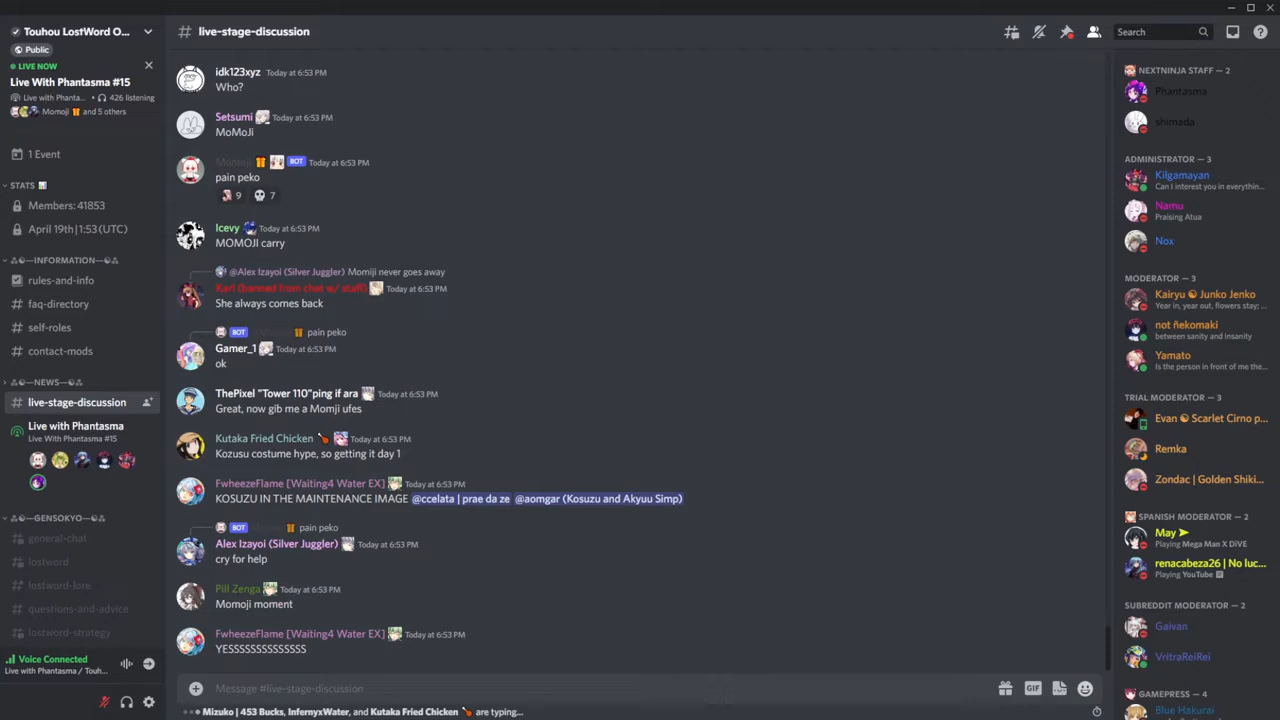 Touhou LostWord O...
Public
LIVE NOW
Live With Phantasma #15
Live with Phanta... • 426 listening
Momoji and 5 others
1 Event
STATS
Members: 41853
April 19th | 1:53 (UTC)
INFORMATION
rules-and-info
faq-directory
self-roles
contact-mods
NEWS
live-stage-discussion
Live with Phantasma
Live With Phantasma #15
GENSOKYO
general-chat
lostword
lostword-lore
questions-and-advice
lostword-strategy
Voice Connected
Live with Phantasma / Touh...
# live-stage-discussion
idk123xyz Today at 6:53 PM
Who?
Setsumi Today at 6:53 PM
MoMoJi
Momoji BOT Today at 6:53 PM
pain peko
9 7
Icevy Today at 6:53 PM
MOMOJI carry
@Alex Izayoi (Silver Juggler) Momiji never goes away
Karl (banned from chat w/ staff) Today at 6:53 PM
She always comes back
BOT Momoji pain peko
Gamer_1 Today at 6:53 PM
ok
ThePixel "Tower 110"ping if ara Today at 6:53 PM
Great, now gib me a Momji ufes
Kutaka Fried Chicken Today at 6:53 PM
Kozusu costume hype, so getting it day 1
FwheezeFlame [Waiting4 Water EX] Today at 6:53 PM
KOSUZU IN THE MAINTENANCE IMAGE @ccelata | prae da ze @aomgar (Kosuzu and Akyuu Simp)
BOT Momoji pain peko
Alex Izayoi (Silver Juggler) Today at 6:53 PM
cry for help
Pill Zenga Today at 6:53 PM
Momoji moment
FwheezeFlame [Waiting4 Water EX] Today at 6:53 PM
YESSSSSSSSSSSSSS
Message #live-stage-discussion
GIF
Mizuko | 453 Bucks, InfernyxWater, and Kutaka Fried Chicken are typing...
Search
NEXTNINJA STAFF — 2
Phantasma
shimada
ADMINISTRATOR — 3
Kilgamayan
Can I interest you in everythin...
Namu
Praising Atua
Nox
MODERATOR — 3
Kairyu ☯ Junko Jenko
Year in, year out, flowers stay; ...
not ñekomaki
between sanity and insanity
Yamato
Is the person in front of me the...
TRIAL MODERATOR — 3
Evan ☯ Scarlet Cirno p...
Remka
Zondac | Golden Shiki...
SPANISH MODERATOR — 2
May ➤
Playing Mega Man X DiVE
renacabeza26 | No luc...
Playing YouTube
SUBREDDIT MODERATOR — 2
Gaivan
VritraReiRei
GAMEPRESS — 4
Blue Hakurai